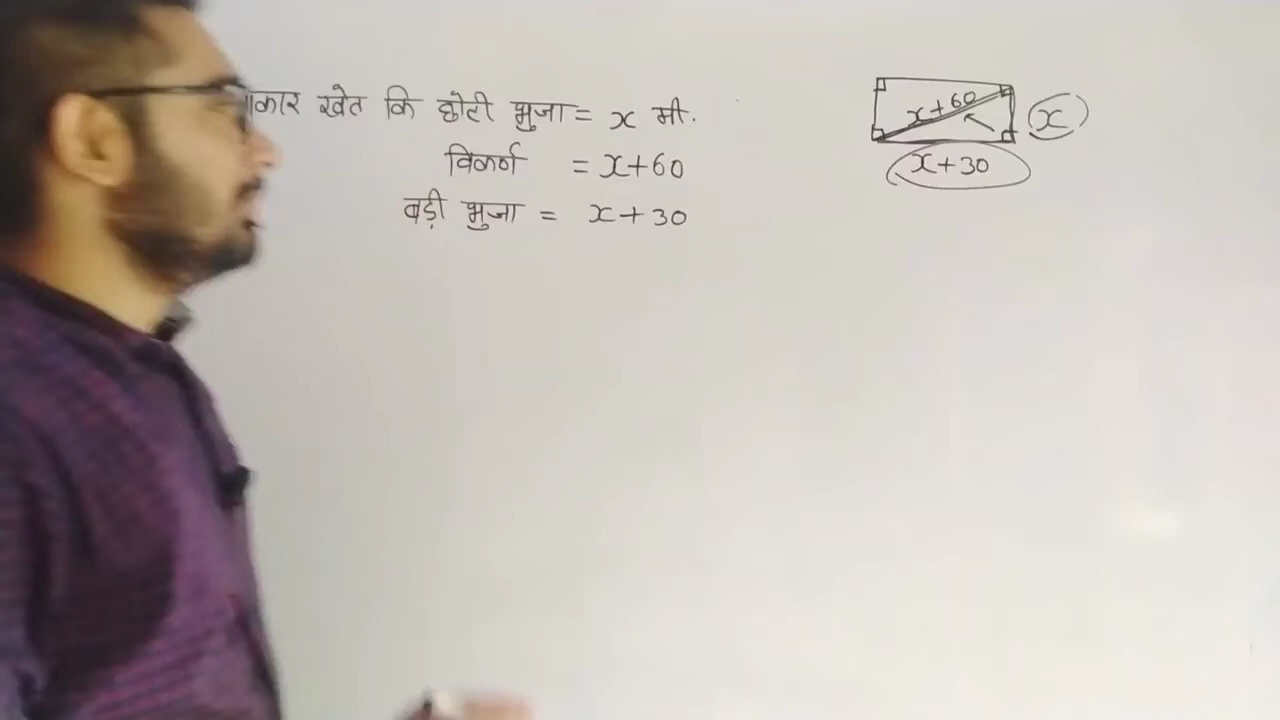 खेत कि छोटी भुजा = x मी.
विकर्ण = x+60
बड़ी भुजा = x+30
x+60
x
x+30